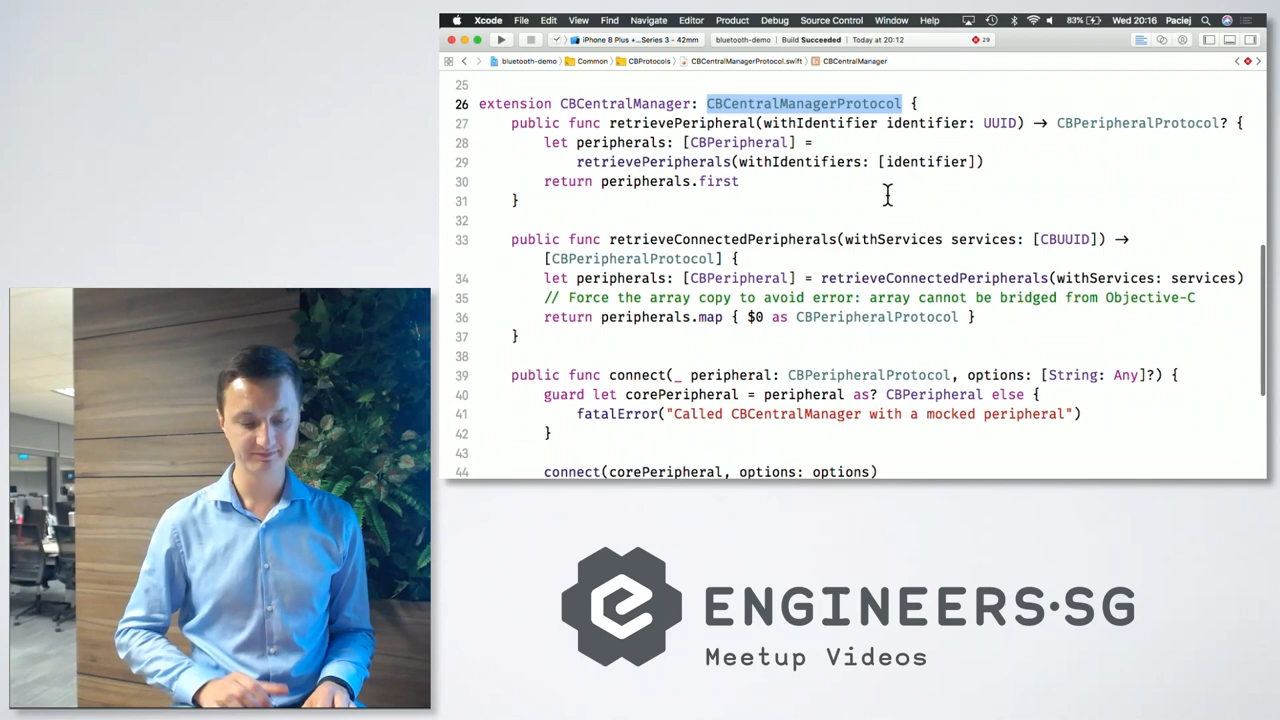 Xcode File Edit View Find Navigate Editor Product Debug Source Control Window Help 83% Wed 20:16 Paciej
iPhone 8 Plus +...Series 3 - 42mm bluetooth-demo Build Succeeded Today at 20:12 29
bluetooth-demo Common CBProtocols CBCentralManagerProtocol.swift CBCentralManager
25
26 extension CBCentralManager: CBCentralManagerProtocol {
27 public func retrievePeripheral(withIdentifier identifier: UUID) -> CBPeripheralProtocol? {
28 let peripherals: [CBPeripheral] =
29 retrievePeripherals(withIdentifiers: [identifier])
30 return peripherals.first
31 }
32
33 public func retrieveConnectedPeripherals(withServices services: [CBUUID]) ->
[CBPeripheralProtocol] {
34 let peripherals: [CBPeripheral] = retrieveConnectedPeripherals(withServices: services)
35 // Force the array copy to avoid error: array cannot be bridged from Objective-C
36 return peripherals.map { $0 as CBPeripheralProtocol }
37 }
38
39 public func connect(_ peripheral: CBPeripheralProtocol, options: [String: Any]?) {
40 guard let corePeripheral = peripheral as? CBPeripheral else {
41 fatalError("Called CBCentralManager with a mocked peripheral")
42 }
43
44 connect(corePeripheral, options: options)
ENGINEERS·SG
Meetup Videos